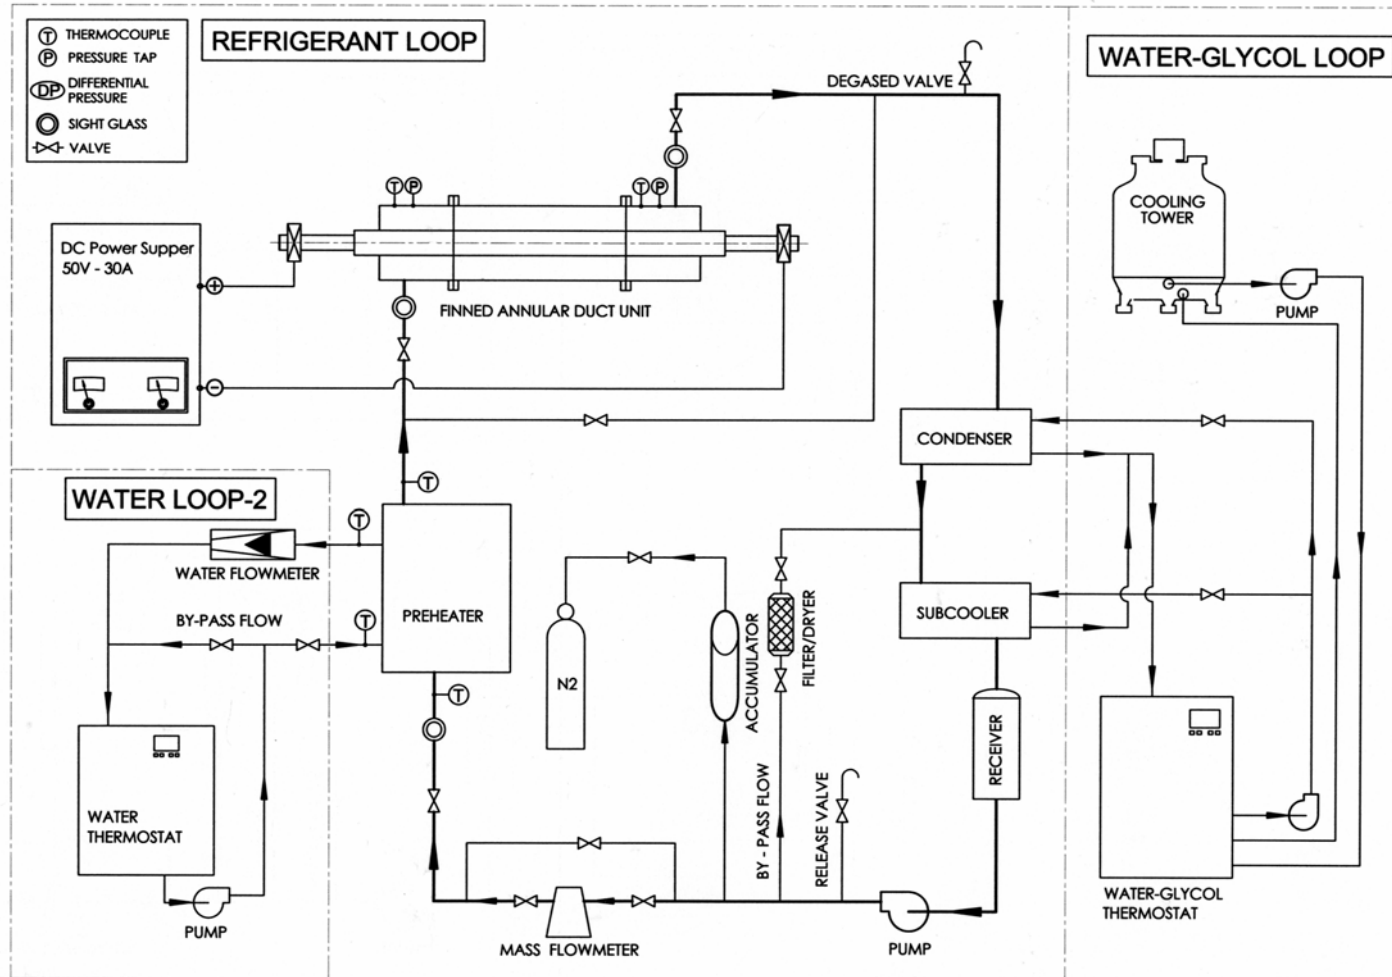 T THERMOCOUPLE
P PRESSURE TAP
DP DIFFERENTIAL
PRESSURE
SIGHT GLASS
VALVE
REFRIGERANT LOOP
WATER-GLYCOL LOOP
DEGASED VALVE
T P
T P
DC Power Supper
50V - 30A
+
−
FINNED ANNULAR DUCT UNIT
COOLING
TOWER
PUMP
CONDENSER
WATER LOOP-2
T
T
WATER FLOWMETER
BY-PASS FLOW
T
PREHEATER
T
N2
ACCUMULATOR
FILTER/DRYER
SUBCOOLER
RECEIVER
BY - PASS FLOW
RELEASE VALVE
WATER
THERMOSTAT
PUMP
MASS FLOWMETER
PUMP
WATER-GLYCOL
THERMOSTAT